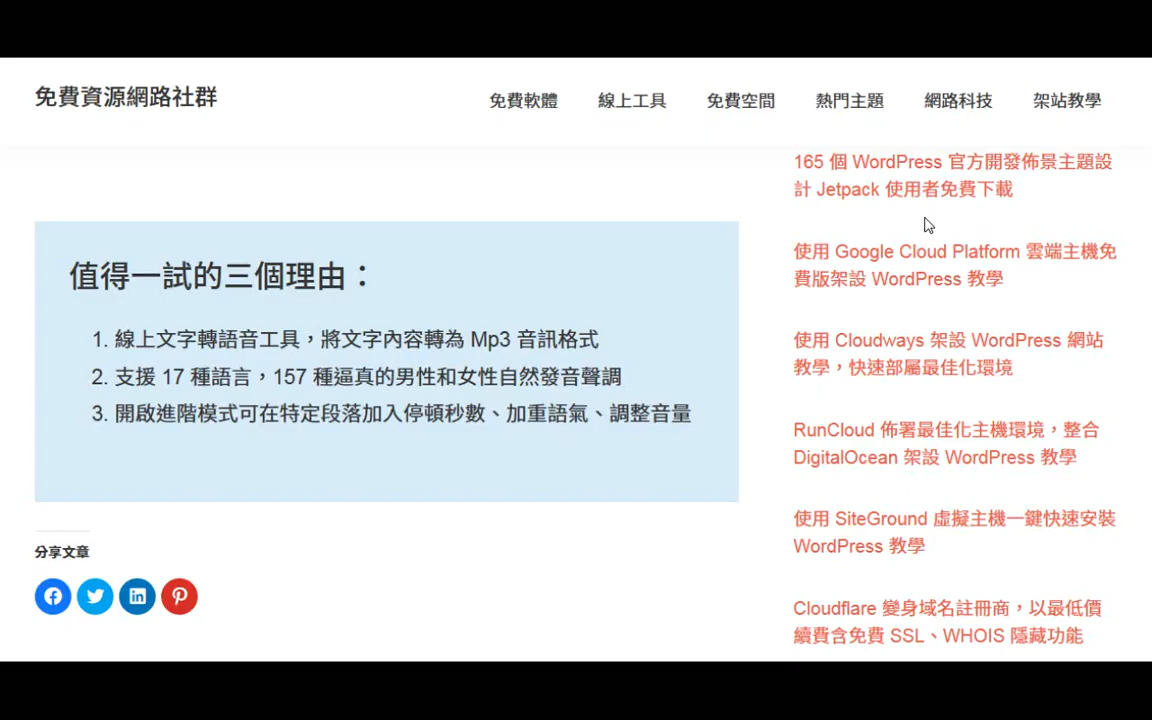 免費資源網路社群
免費軟體
線上工具
免費空間
熱門主題
網路科技
架站教學
值得一試的三個理由：
1. 線上文字轉語音工具，將文字內容轉為 Mp3 音訊格式
2. 支援 17 種語言，157 種逼真的男性和女性自然發音聲調
3. 開啟進階模式可在特定段落加入停頓秒數、加重語氣、調整音量
分享文章
165 個 WordPress 官方開發佈景主題設
計 Jetpack 使用者免費下載
使用 Google Cloud Platform 雲端主機免
費版架設 WordPress 教學
使用 Cloudways 架設 WordPress 網站
教學，快速部屬最佳化環境
RunCloud 佈署最佳化主機環境，整合
DigitalOcean 架設 WordPress 教學
使用 SiteGround 虛擬主機一鍵快速安裝
WordPress 教學
Cloudflare 變身域名註冊商，以最低價
續費含免費 SSL、WHOIS 隱藏功能